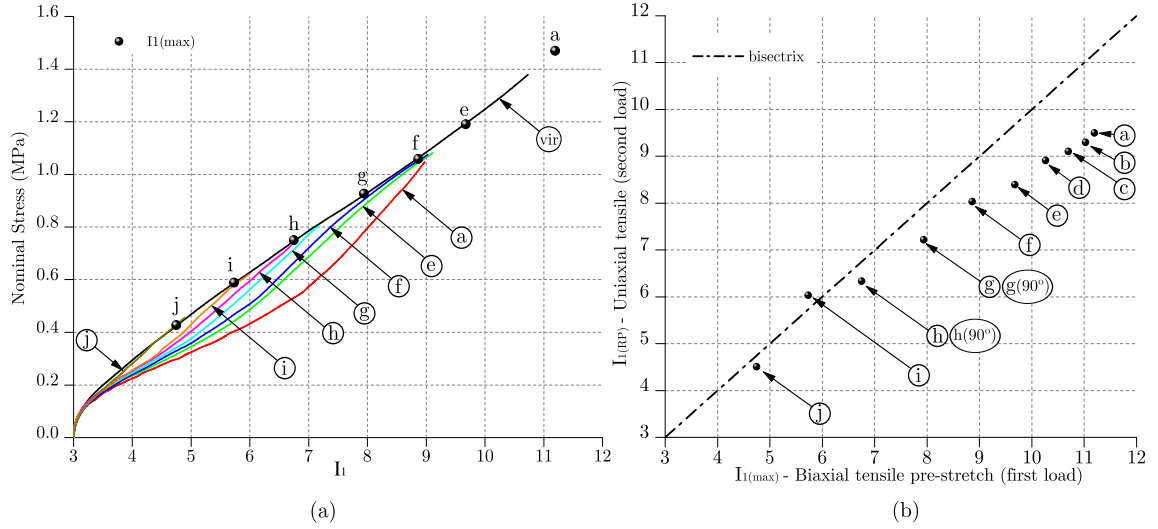 1.6
1.4
1.2
1.0
0.8
0.6
0.4
0.2
0.0
Nominal Stress (MPa)
I1(max)
a
e
f
g
h
i
j
vir
a
e
f
g
h
i
j
3 4 5 6 7 8 9 10 11 12
I1
(a)
12
11
10
9
8
7
6
5
4
3
I1(RP) - Uniaxial tensile (second load)
bisectrix
a
b
c
d
e
f
g g(90º)
h h(90º)
i
j
3 4 5 6 7 8 9 10 11 12
I1(max) - Biaxial tensile pre-stretch (first load)
(b)